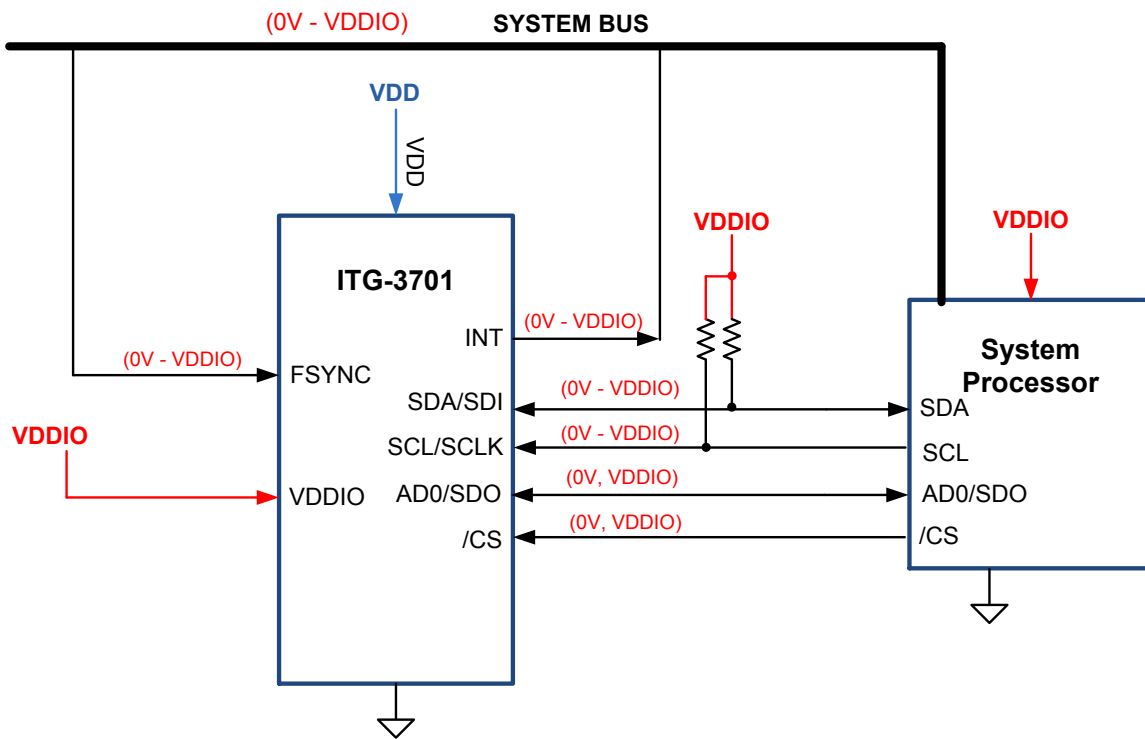 (0V - VDDIO) SYSTEM BUS
VDD
VDD
VDDIO
VDDIO
ITG-3701
INT
(0V - VDDIO)
System
Processor
(0V - VDDIO)
FSYNC
SDA/SDI
(0V - VDDIO)
SDA
VDDIO
SCL/SCLK
(0V - VDDIO)
SCL
VDDIO
AD0/SDO
(0V, VDDIO)
AD0/SDO
/CS
(0V, VDDIO)
/CS